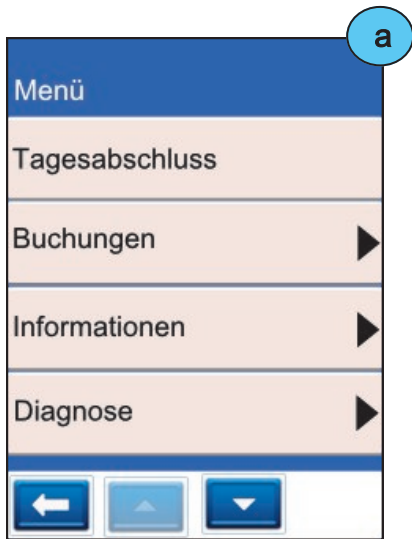 a
Menü
Tagesabschluss
Buchungen
Informationen
Diagnose